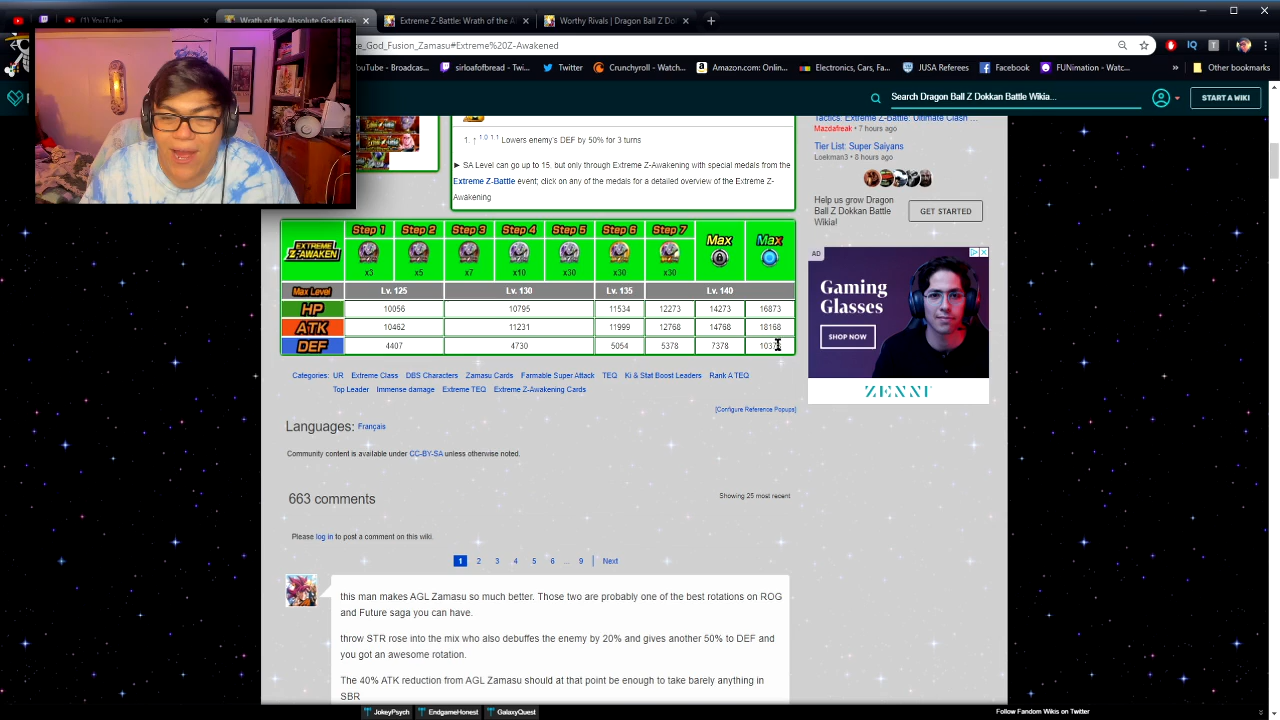 YouTube
Wrath of the Absolute God Fusion
Extreme Z-Battle: Wrath of the A...
Worthy Rivals | Dragon Ball Z Do
e_God_Fusion_Zamasu#Extreme%20Z-Awakened
YouTube - Broadcas...
sirloafofbread - Twi...
Twitter
Crunchyroll - Watch...
Amazon.com: Onlin...
Electronics, Cars, Fa...
JUSA Referees
Facebook
FUNimation - Watc...
»
Other bookmarks
Search Dragon Ball Z Dokkan Battle Wikia...
START A WIKI
1. ↑ 1.0 1.1 Lowers enemy's DEF by 50% for 3 turns
► SA Level can go up to 15, but only through Extreme Z-Awakening with special medals from the
Extreme Z-Battle event; click on any of the medals for a detailed overview of the Extreme Z-
Awakening
Tactics: Extreme Z-Battle: Ultimate Clash ...
Mazdafreak • 7 hours ago
Tier List: Super Saiyans
Loekman3 • 8 hours ago
Help us grow Dragon
Ball Z Dokkan Battle
Wikia!
GET STARTED
EXTREME Z-AWAKEN Step 1 Step 2 Step 3 Step 4 Step 5 Step 6 Step 7 Max Max
x3 x5 x7 x10 x30 x30 x30
Max Level Lv. 125 Lv. 130 Lv. 135 Lv. 140
HP 10056 10795 11534 12273 14273 16873
ATK 10462 11231 11999 12768 14768 18168
DEF 4407 4730 5054 5378 7378
Categories: UR Extreme Class DBS Characters Zamasu Cards Farmable Super Attack TEQ Ki & Stat Boost Leaders Rank A TEQ
Top Leader Immense damage Extreme TEQ Extreme Z-Awakening Cards
[Configure Reference Popups]
AD
GAMING
GLASSES
SHOP NOW
ZENNI
Languages: Français
Community content is available under CC-BY-SA unless otherwise noted.
663 comments
Showing 25 most recent
Please log in to post a comment on this wiki.
1 2 3 4 5 6 ... 9 Next
this man makes AGL Zamasu so much better. Those two are probably one of the best rotations on ROG
and Future saga you can have.
throw STR rose into the mix who also debuffes the enemy by 20% and gives another 50% to DEF and
you got an awesome rotation.
The 40% ATK reduction from AGL Zamasu should at that point be enough to take barely anything in
SBR
JokeyPsych
EndgameHonest
GalaxyQuest
Follow Fandom Wikis on Twitter